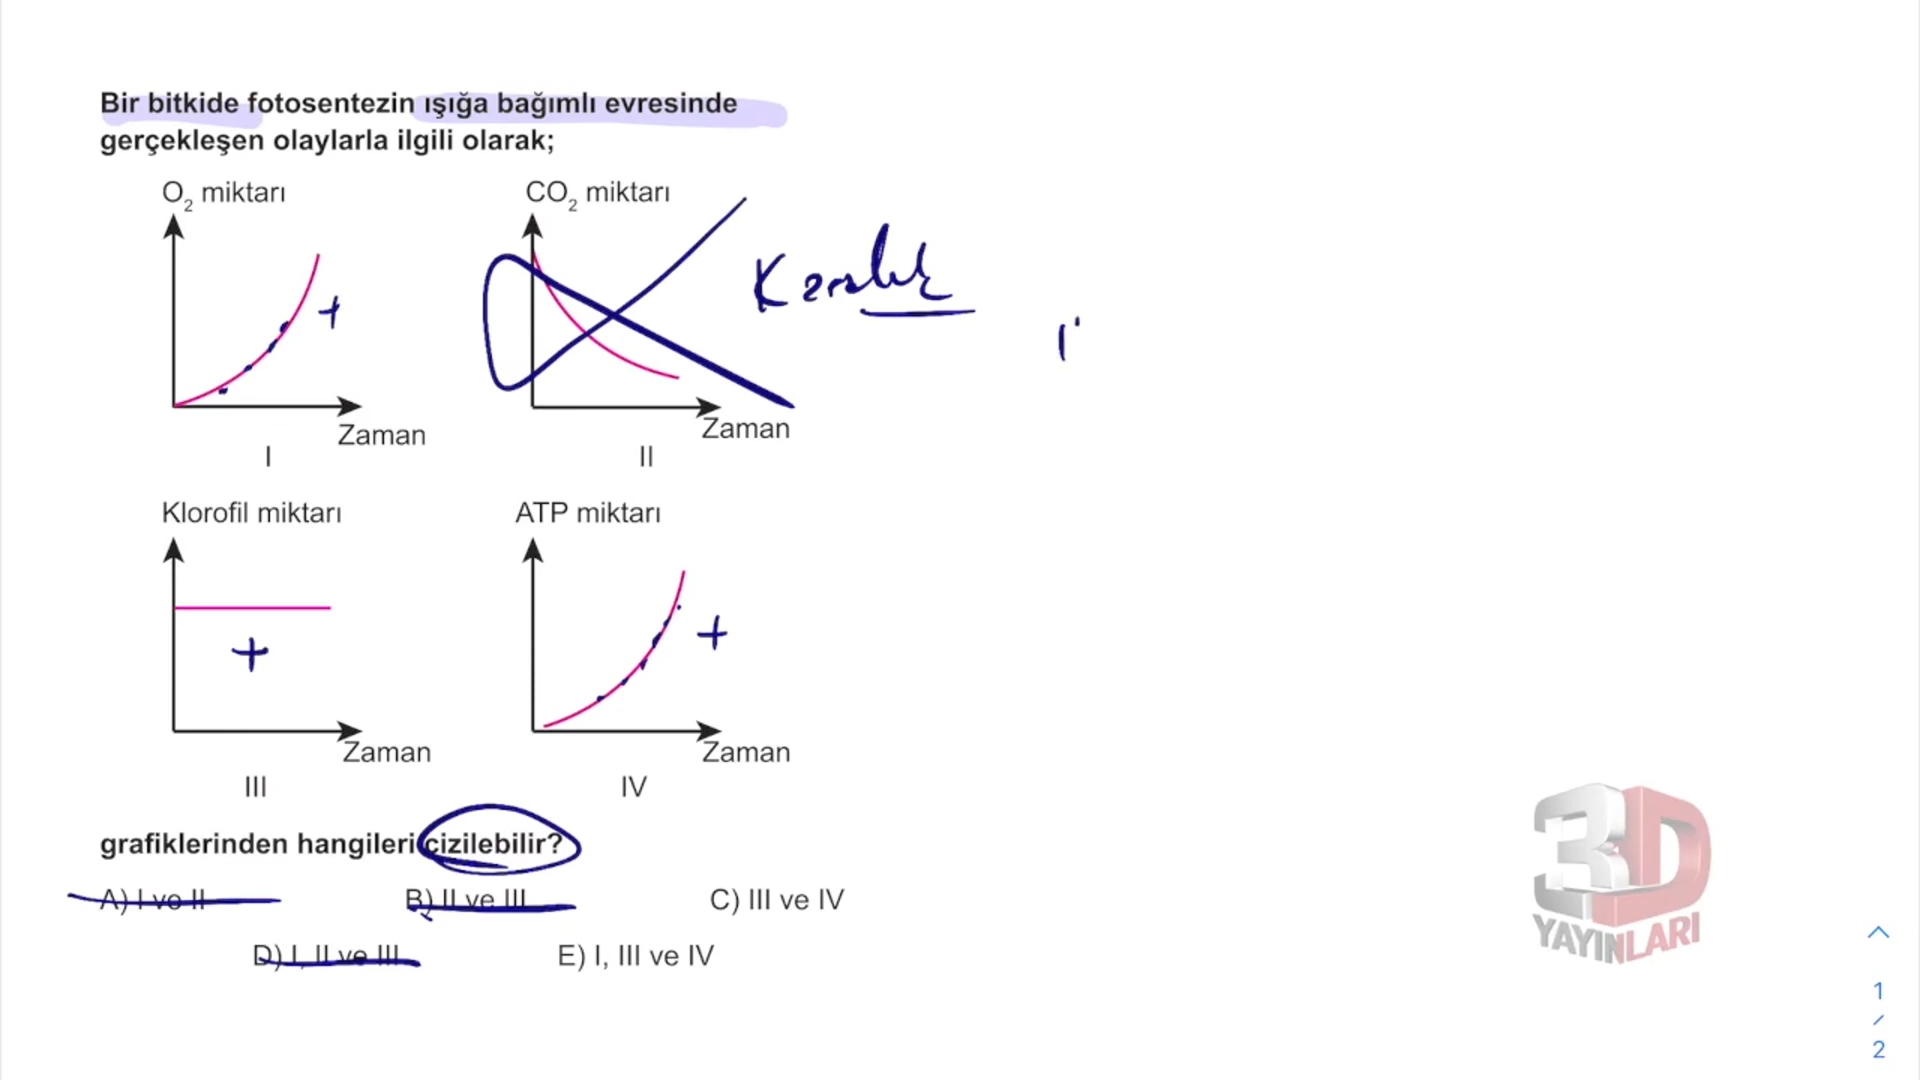 Bir bitkide fotosentezin ışığa bağımlı evresinde
gerçekleşen olaylarla ilgili olarak;
O2 miktarı
CO2 miktarı
+
Zaman
I
Zaman
II
Klorofil miktarı
ATP miktarı
+
+
Zaman
III
Zaman
IV
grafiklerinden hangileri çizilebilir?
A) I ve II
B) II ve III
C) III ve IV
D) I, II ve III
E) I, III ve IV
3D
YAYINLARI
1
/
2